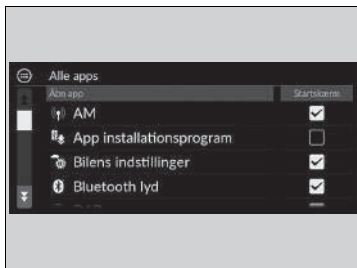 Alle apps
Åbn app Startskærm
AM
App installationsprogram
Bilens indstillinger
Bluetooth lyd